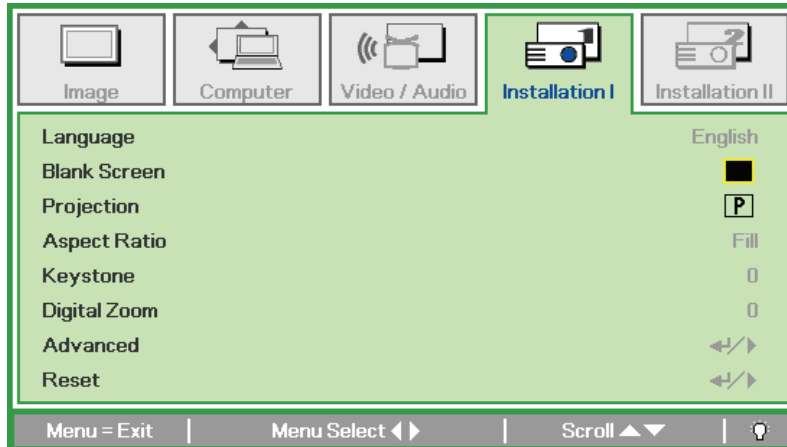 Image Computer Video / Audio Installation I Installation II
Language English
Blank Screen
Projection P
Aspect Ratio Fill
Keystone 0
Digital Zoom 0
Advanced
Reset
Menu = Exit Menu Select Scroll